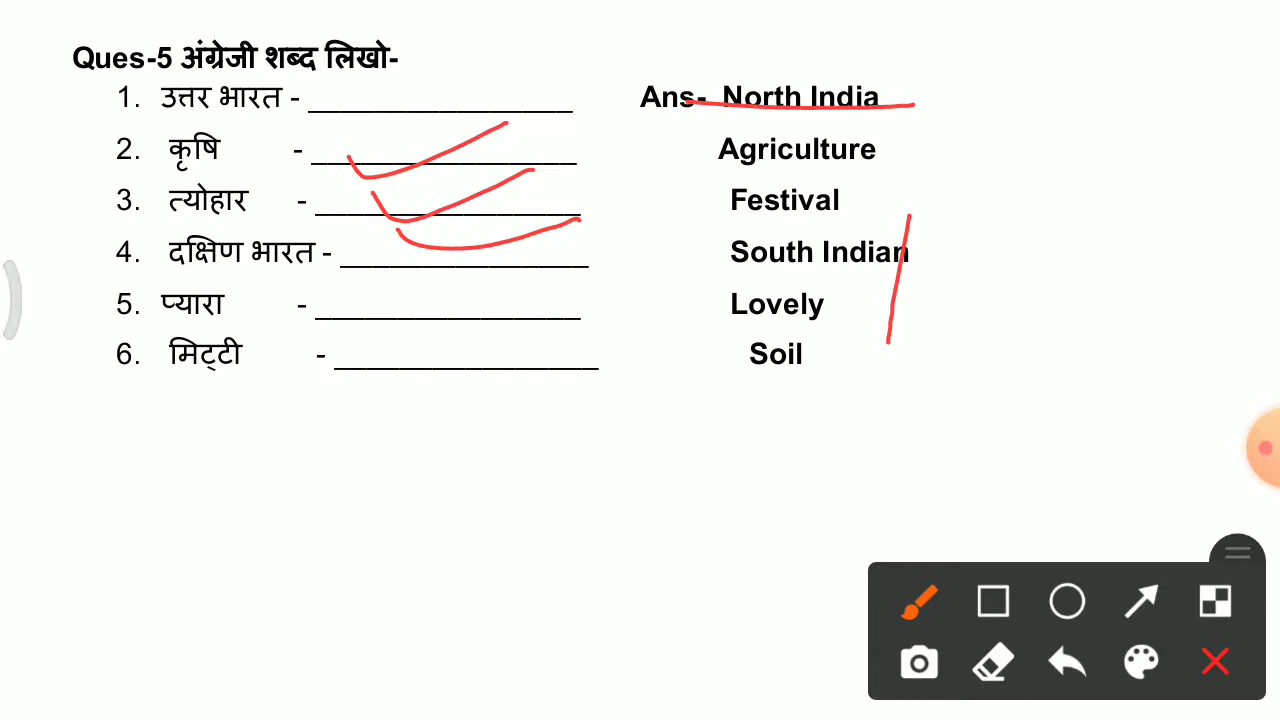 Ques-5 अंग्रेजी शब्द लिखो-
1. उत्तर भारत - ________________ Ans- North India
2. कृषि - ________________ Agriculture
3. त्योहार - ________________ Festival
4. दक्षिण भारत - _______________ South Indian
5. प्यारा - ________________ Lovely
6. मिट्टी - ________________ Soil